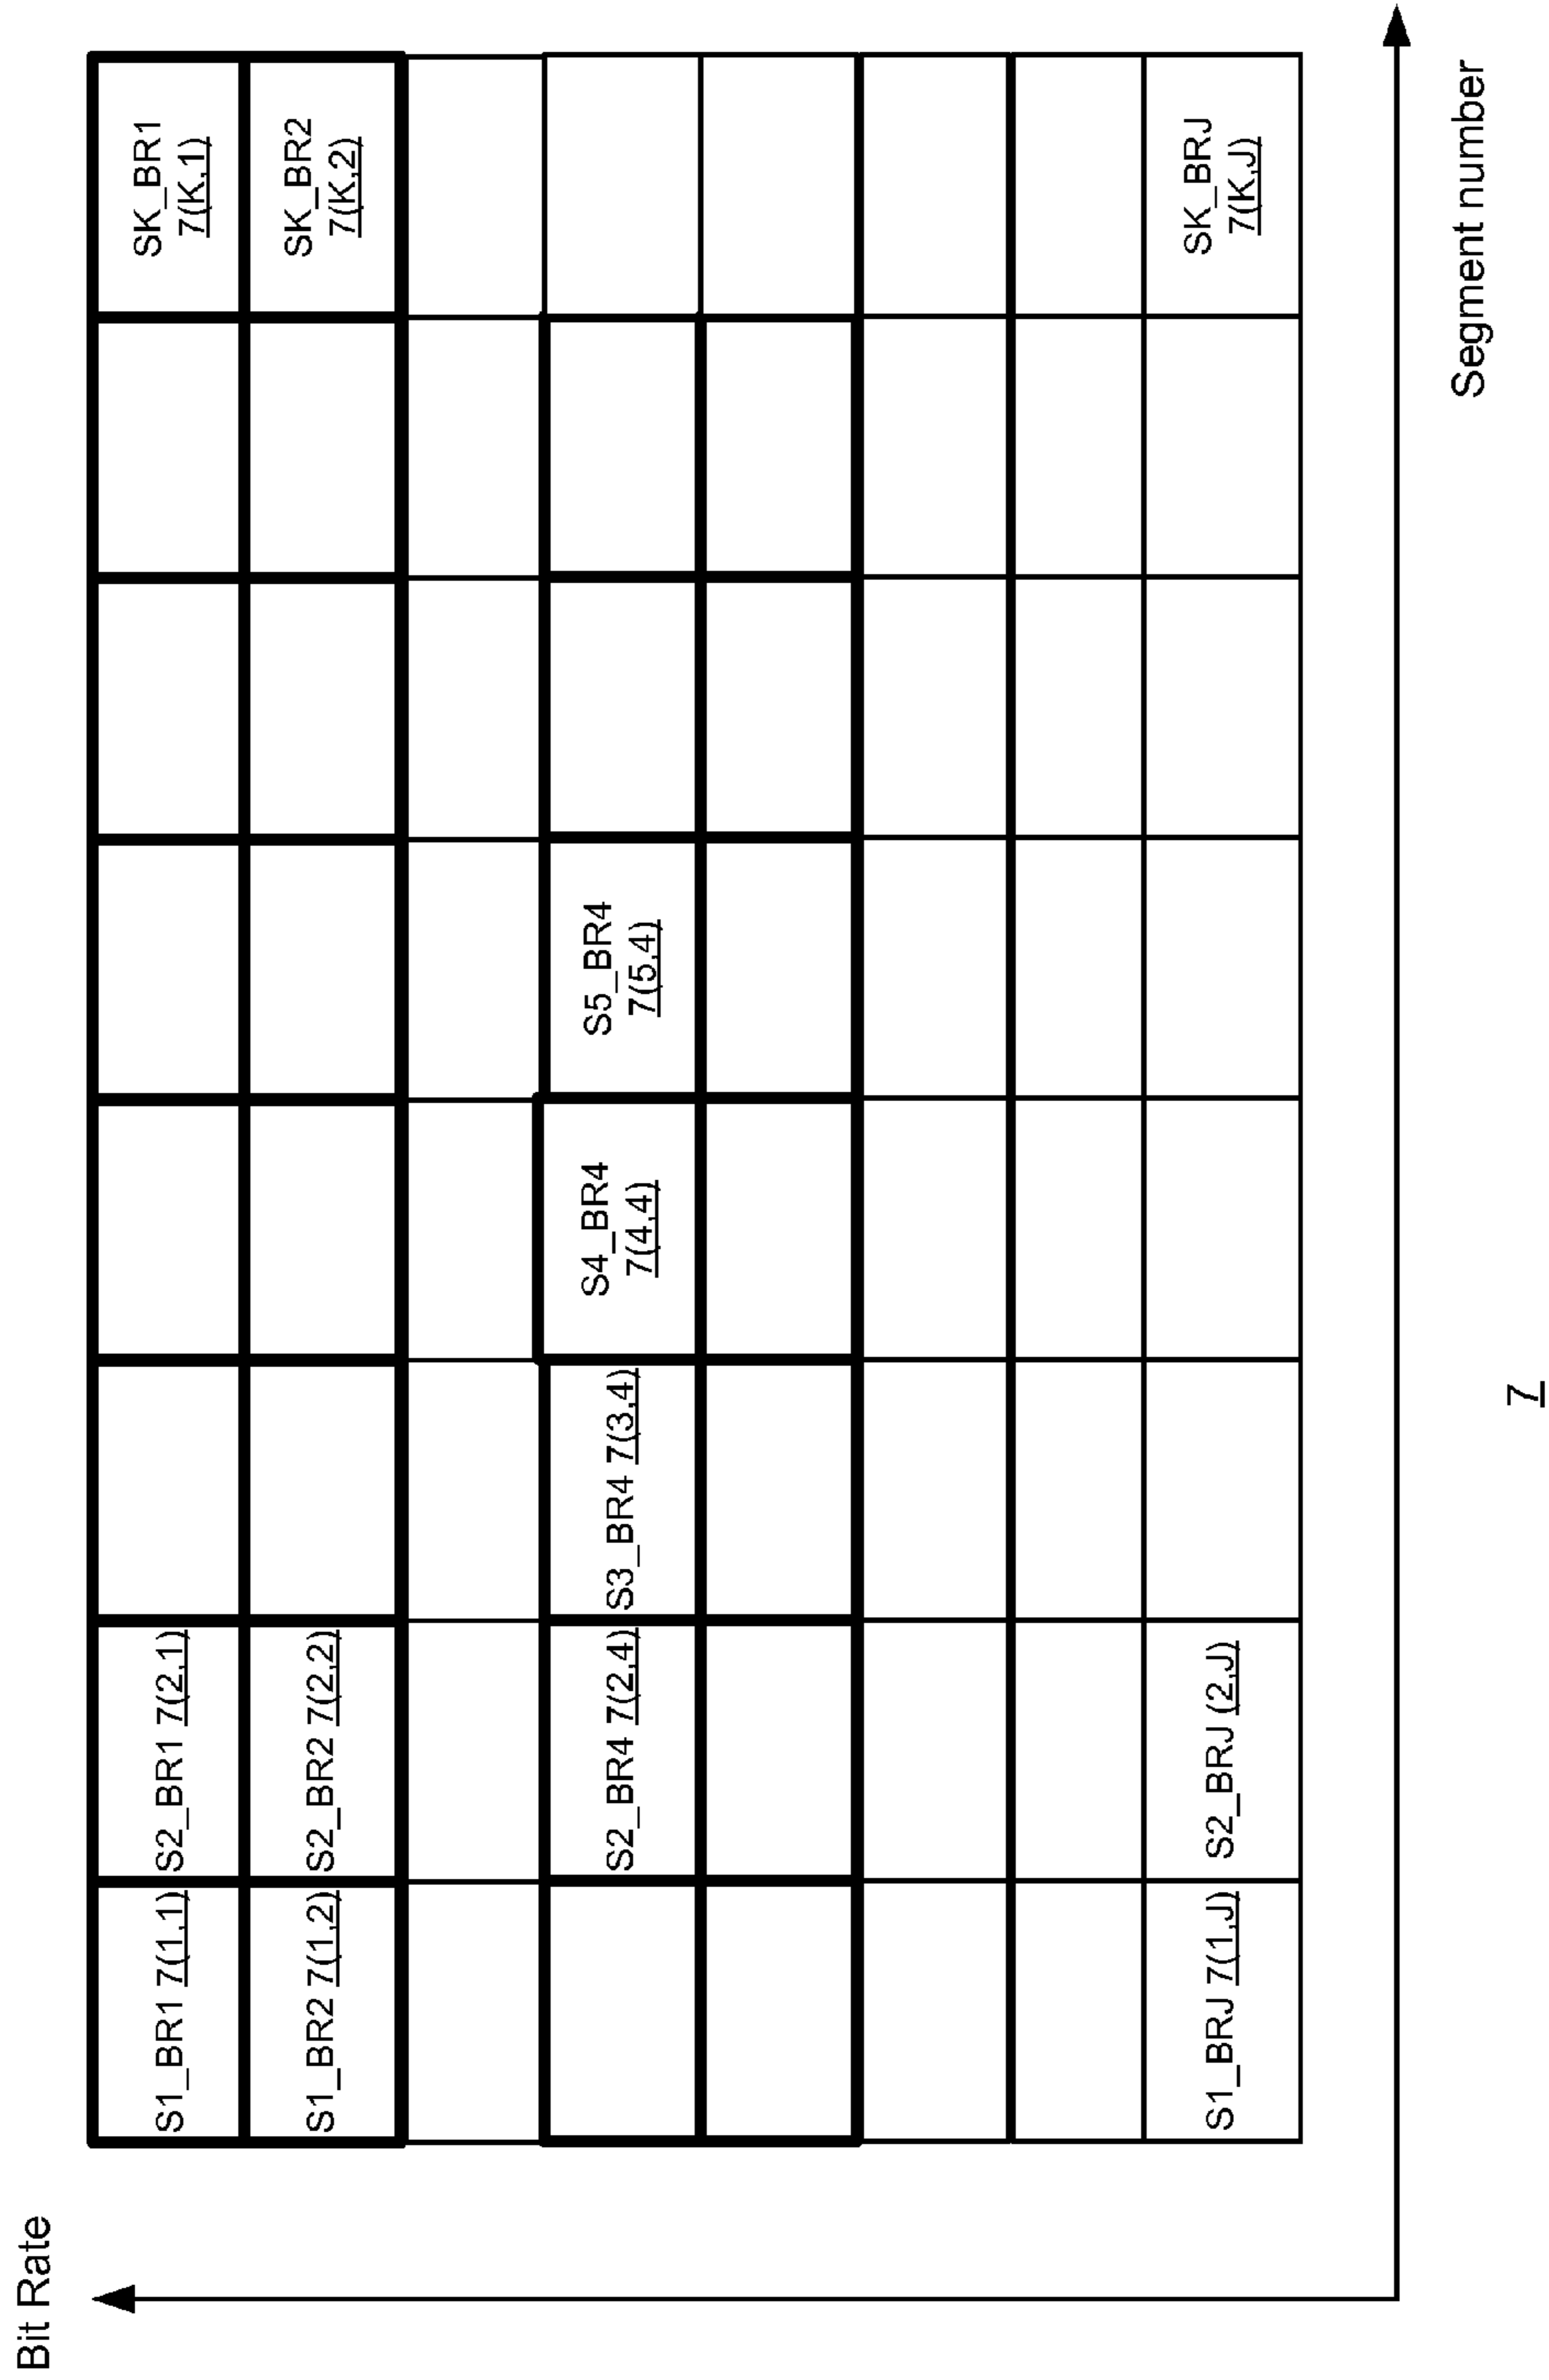 Bit Rate
S1_BR1 7(1,1)
S2_BR1 7(2,1)
SK_BR1
7(K,1)
S1_BR2 7(1,2)
S2_BR2 7(2,2)
SK_BR2
7(K,2)
S2_BR4 7(2,4)
S3_BR4 7(3,4)
S4_BR4
7(4,4)
S5_BR4
7(5,4)
S1_BRJ 7(1,J)
S2_BRJ (2,J)
SK_BRJ
7(K,J)
Segment number
7